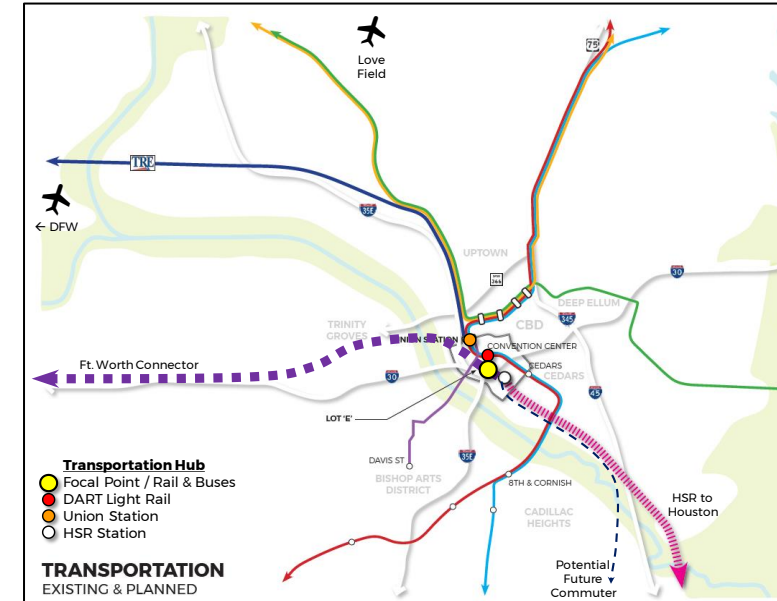 75
Love
Field
TRE
← DFW
35E
UPTOWN
30
DEEP ELLUM
345
CBD
TRINITY
GROVES
UNION STATION
CONVENTION CENTER
CEDARS
CEDARS
Ft. Worth Connector
30
45
LOT 'E'
DAVIS ST
35E
BISHOP ARTS
DISTRICT
8TH & CORNISH
CADILLAC
HEIGHTS
HSR to
Houston
Potential
Future
Commuter
Transportation Hub
Focal Point / Rail & Buses
DART Light Rail
Union Station
HSR Station
TRANSPORTATION
EXISTING & PLANNED